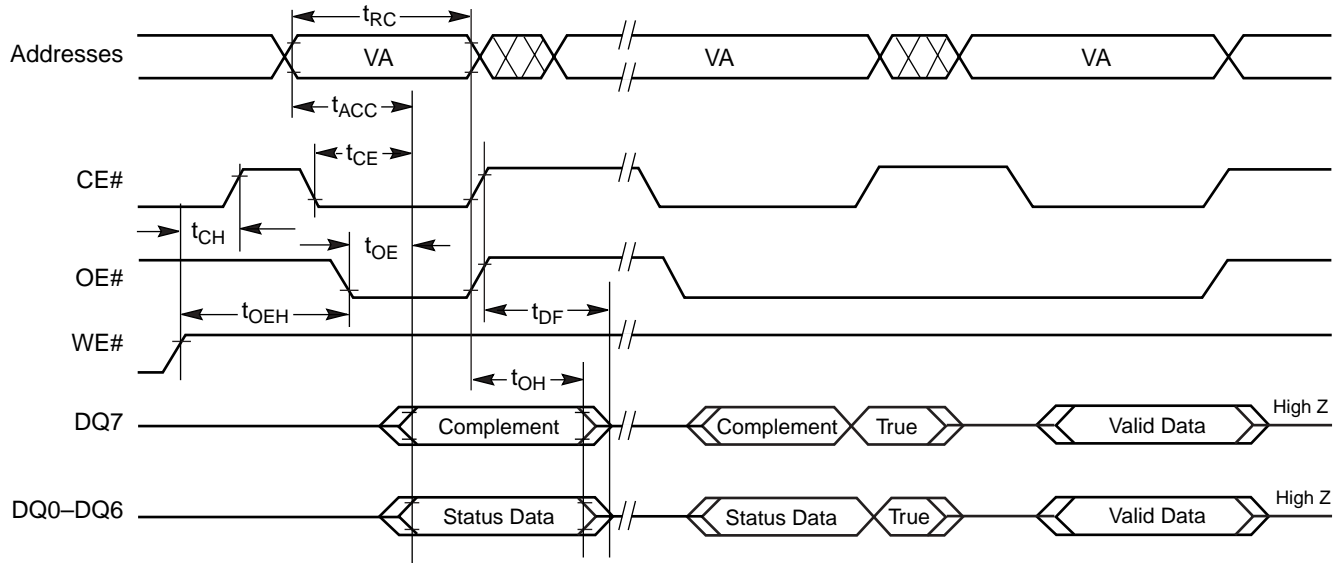 tRC
Addresses VA VA VA
tACC
tCE
CE#
tCH tOE
OE#
tOEH tDF
WE#
tOH
DQ7 Complement Complement True Valid Data High Z
DQ0–DQ6 Status Data Status Data True Valid Data High Z